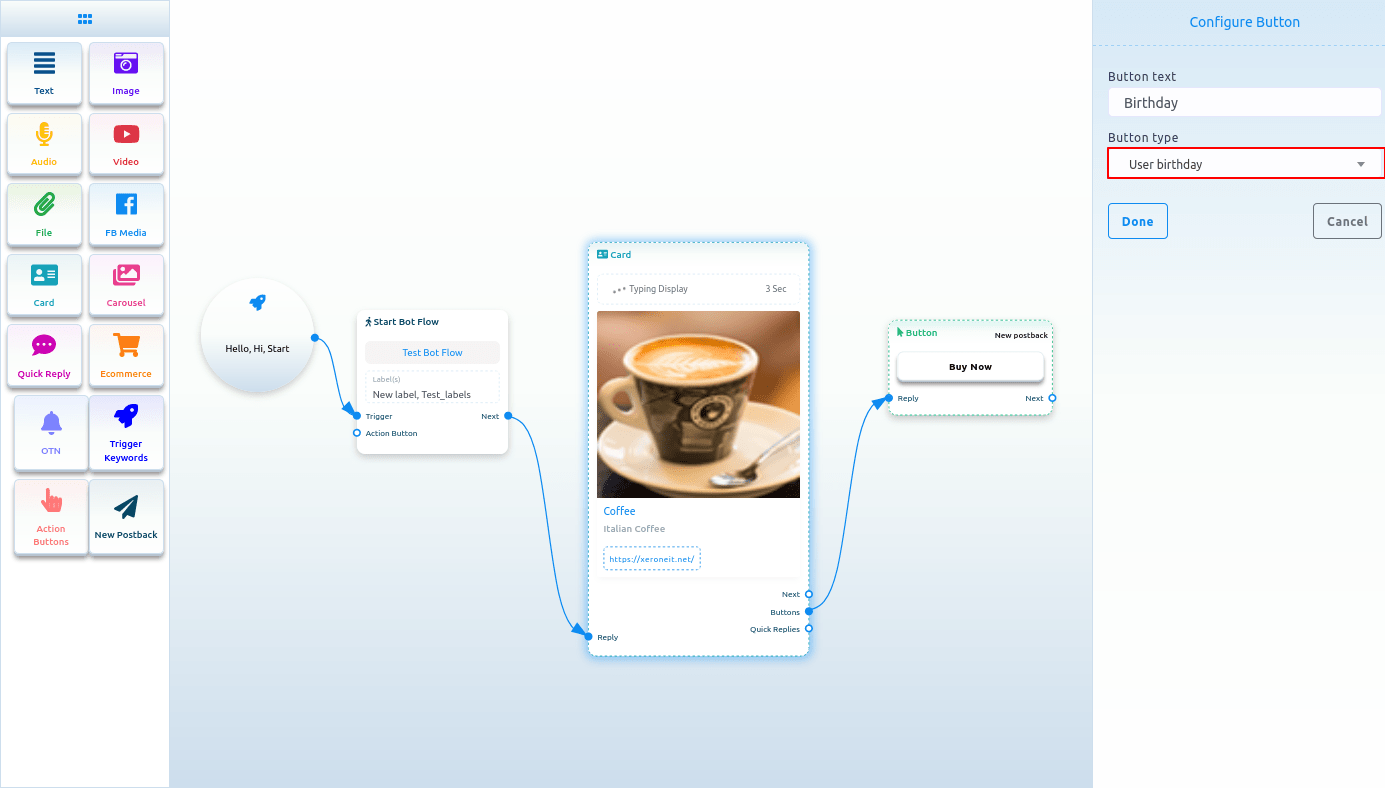 Text
Image
Audio
Video
File
FB Media
Card
Carousel
Quick Reply
Ecommerce
OTN
Trigger
Keywords
Action
Buttons
New Postback
Hello, Hi, Start
Start Bot Flow
Test Bot Flow
Label(s)
New label, Test_labels
Trigger
Next
Action Button
Card
Typing Display
3 Sec
Coffee
Italian Coffee
https://xeroneit.net/
Next
Buttons
Quick Replies
Reply
Button
New postback
Buy Now
Reply
Next
Configure Button
Button text
Birthday
Button type
User birthday
Done
Cancel